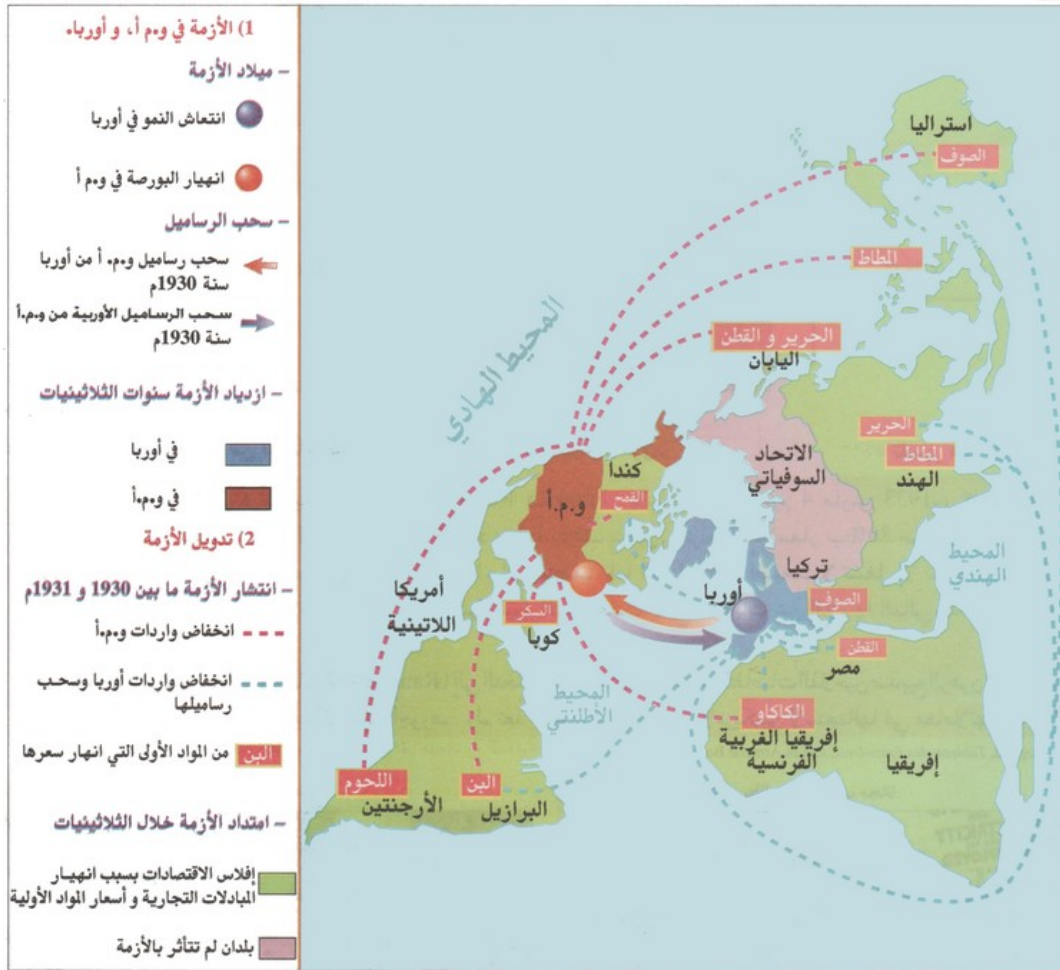 1) الأزمة في و.م أ، و أوربا.
– ميلاد الأزمة
انتعاش النمو في أوربا
انهيار البورصة في و.م أ
– سحب الرساميل
سحب رساميل و.م. أ من أوربا
سنة 1930م
سحب الرساميل الأوربية من و.م.أ
سنة 1930م
– ازدياد الأزمة سنوات الثلاثينيات
في أوربا
في و.م.أ
2) تدويل الأزمة
– انتشار الأزمة ما بين 1930 و 1931م
انخفاض واردات و.م.أ
انخفاض واردات أوربا وسحب
رساميلها
البن
من المواد الأولى التي انهار سعرها
– امتداد الأزمة خلال الثلاثينيات
إفلاس الاقتصادات بسبب انهيار
المبادلات التجارية و أسعار المواد الأولية
بلدان لم تتأثر بالأزمة
استراليا
الصوف
المطاط
المحيط الهادي
الحرير و القطن
اليابان
الحرير
المطاط
الهند
الاتحاد
السوفياتي
كندا
القمح
و.م.أ
المحيط
الهندي
تركيا
الصوف
أوربا
أمريكا
اللاتينية
السكر
كوبا
القطن
مصر
المحيط
الأطلنتي
الكاكاو
إفريقيا الغربية
الفرنسية
إفريقيا
اللحوم
الأرجنتين
البن
البرازيل